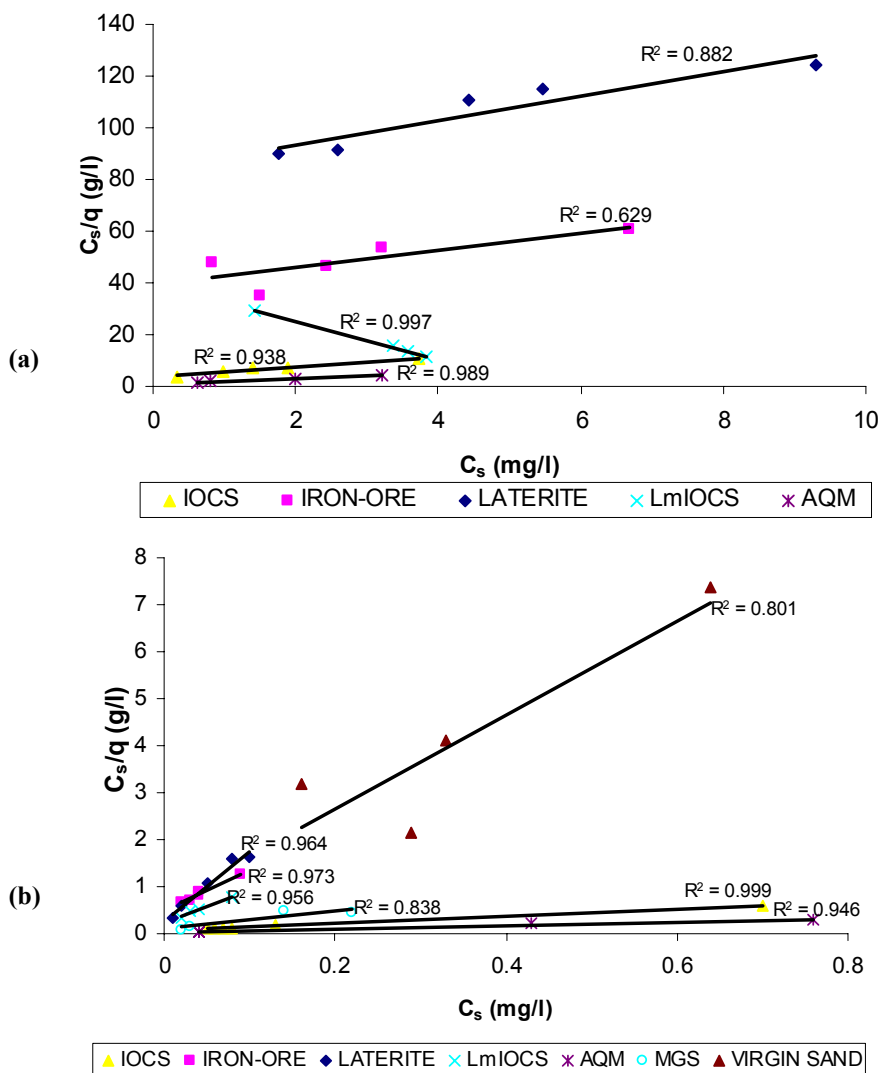 140
120
100
80
60
40
20
0
C_s/q (g/l)
R² = 0.882
R² = 0.629
R² = 0.997
R² = 0.938
R² = 0.989
(a)
0 2 4 6 8 10
C_s (mg/l)
IOCS IRON-ORE LATERITE LmIOCS AQM
8
7
6
5
4
3
2
1
0
C_s/q (g/l)
R² = 0.801
R² = 0.964
R² = 0.973
R² = 0.956
R² = 0.838
R² = 0.999
R² = 0.946
(b)
0 0.2 0.4 0.6 0.8
C_s (mg/l)
IOCS IRON-ORE LATERITE LmIOCS AQM MGS VIRGIN SAND